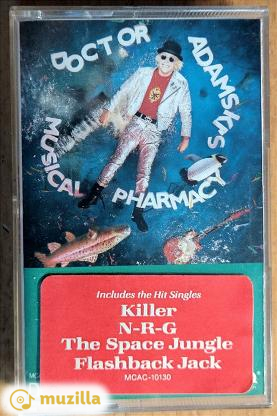 DOCTOR
ADAMSKI'S
MUSICAL PHARMACY
Includes the Hit Singles
Killer
N-R-G
The Space Jungle
Flashback Jack
MCAC-10130
muzilla